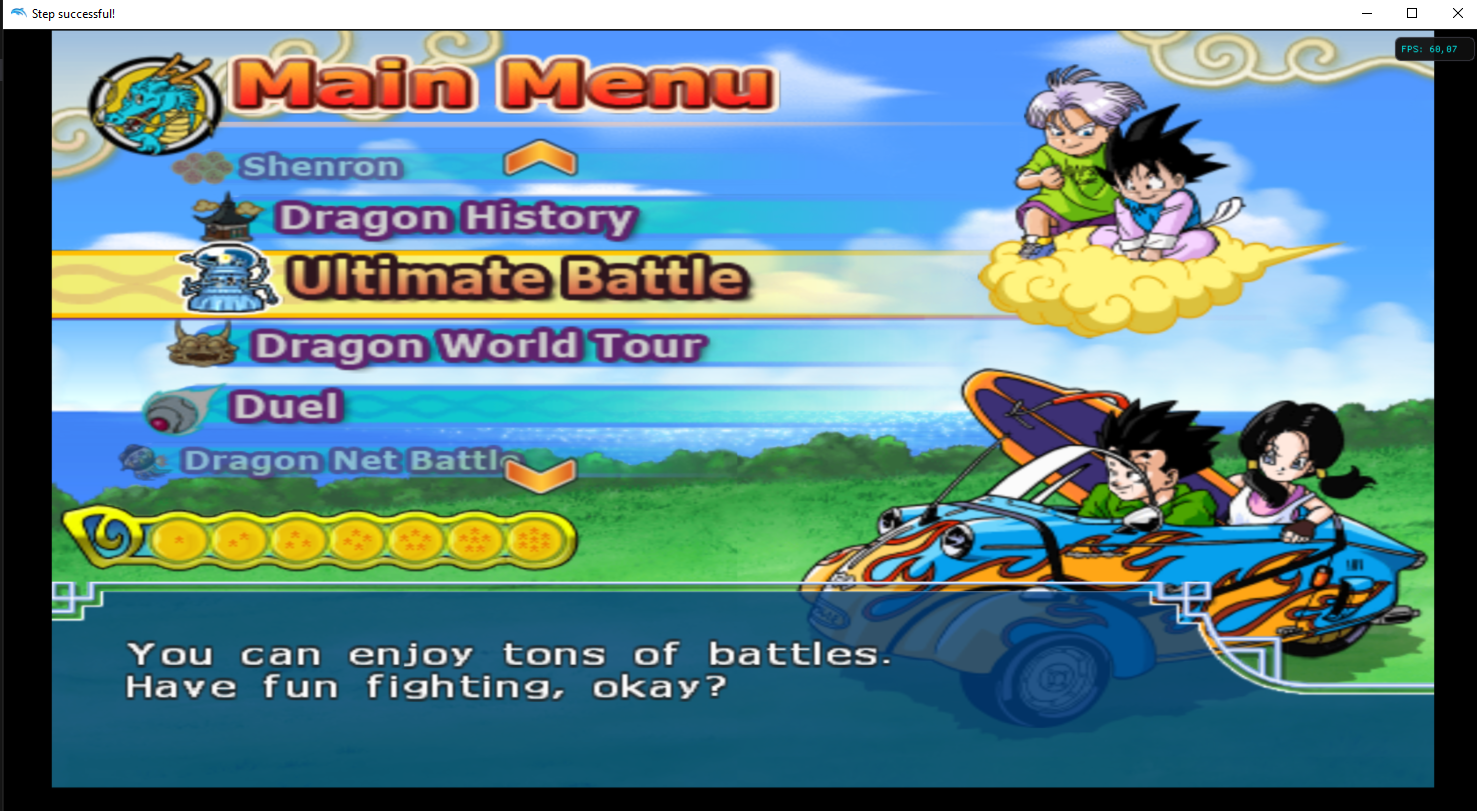 Step successful!
FPS: 60,07
Main Menu
Shenron
Dragon History
Ultimate Battle
Dragon World Tour
Duel
Dragon Net Battle
You can enjoy tons of battles.
Have fun fighting, okay?